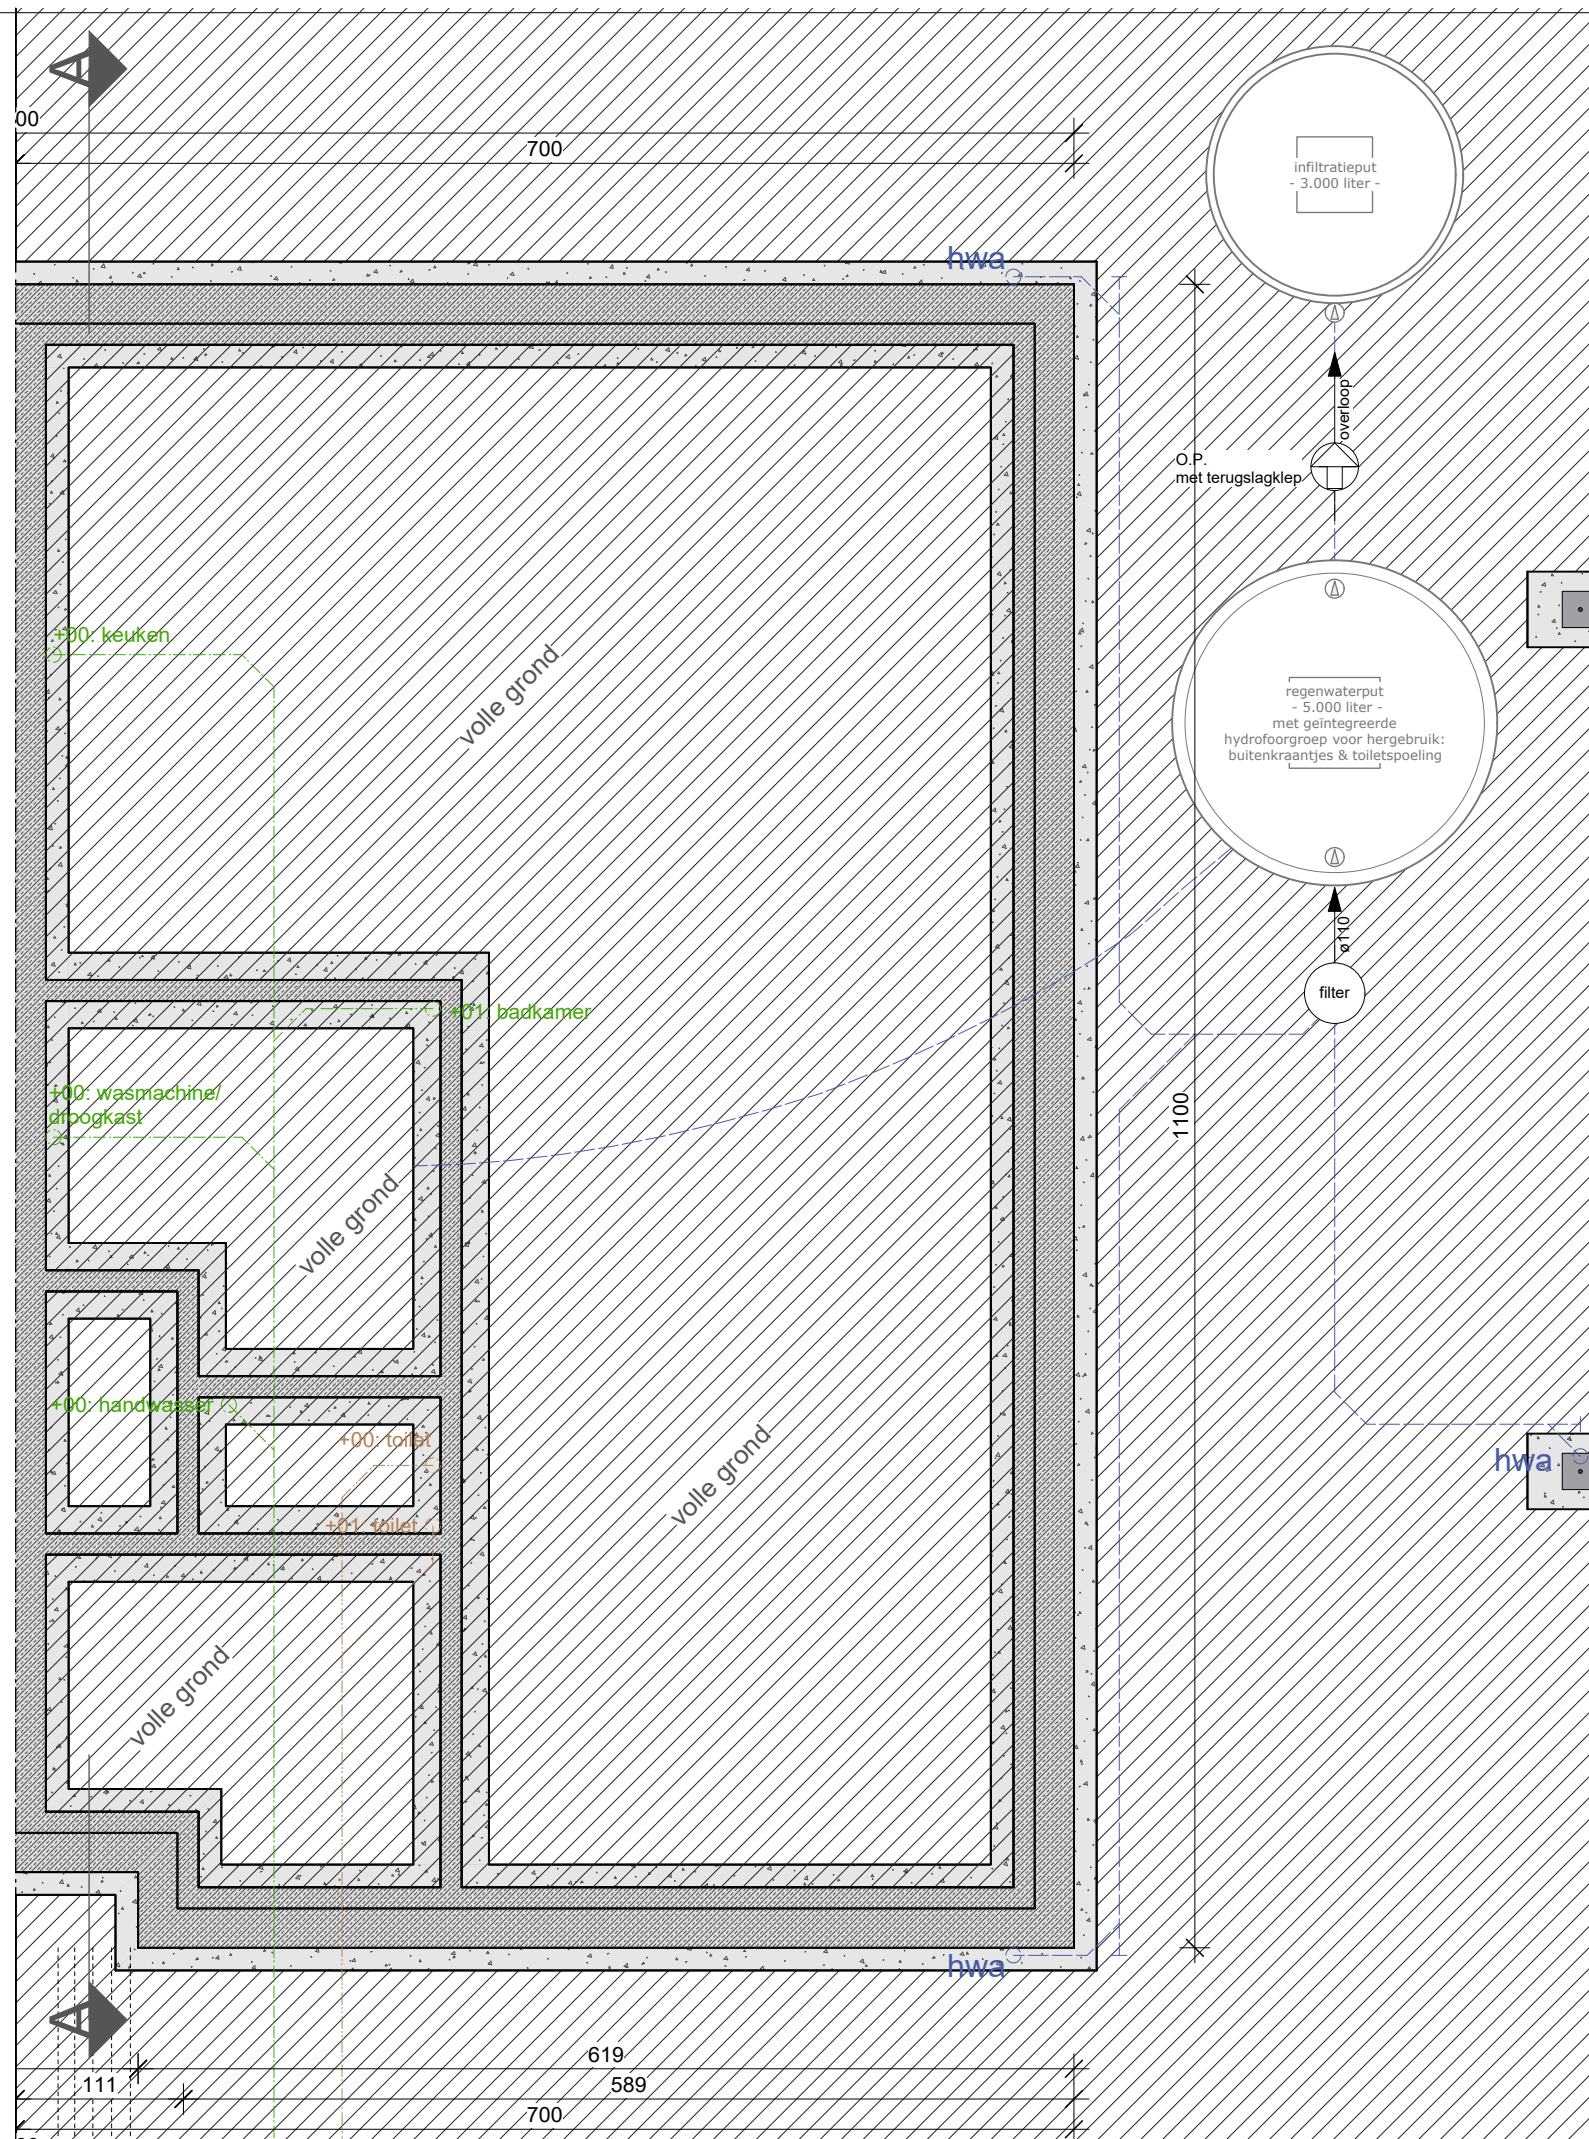 A
00
700
infiltratieput
- 3.000 liter -
hwa
overloop
O.P.
met terugslagklep
+00: keuken
volle grond
regenwaterput
- 5.000 liter -
met geïntegreerde
hydrofoorgroep voor hergebruik:
buitenkraantjes & toiletspoeling
ø110
filter
+01: badkamer
+00: wasmachine/
droogkast
1100
volle grond
+00: handwasser
+00: toilet
volle grond
hwa
+01: toilet
volle grond
hwa
A
619
111
589
700